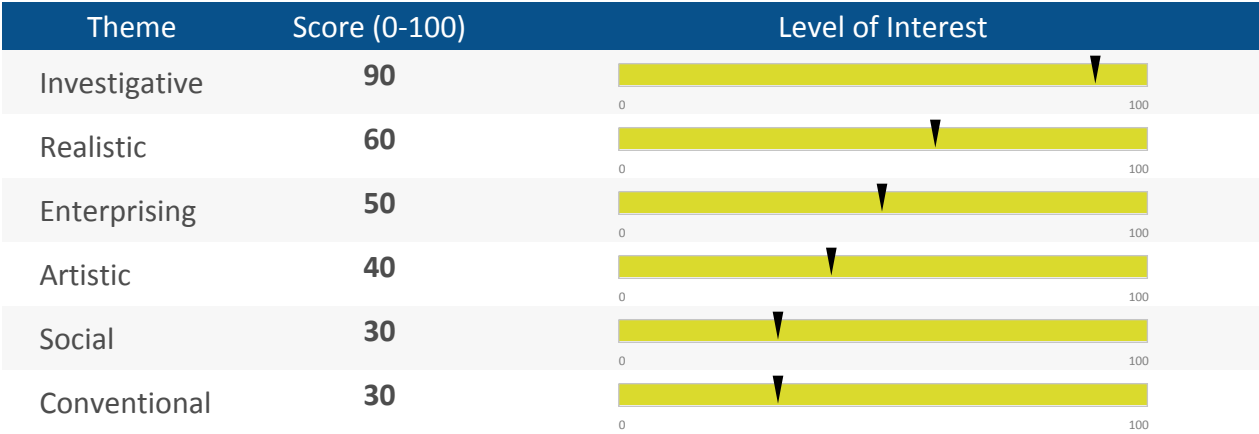 Theme Score (0-100) Level of Interest
Investigative 90
0 100
Realistic 60
0 100
Enterprising 50
0 100
Artistic 40
0 100
Social 30
0 100
Conventional 30
0 100